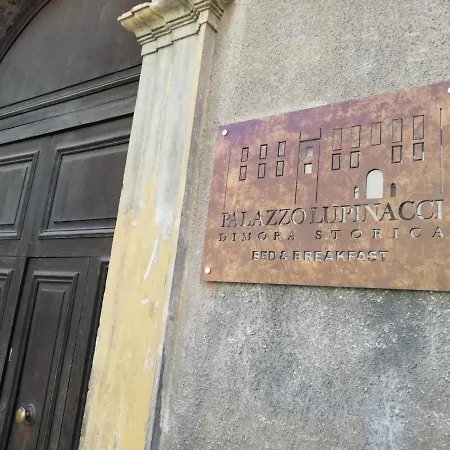 PALAZZO LUPINACCI
DIMORA STORICA
BED & BREAKFAST